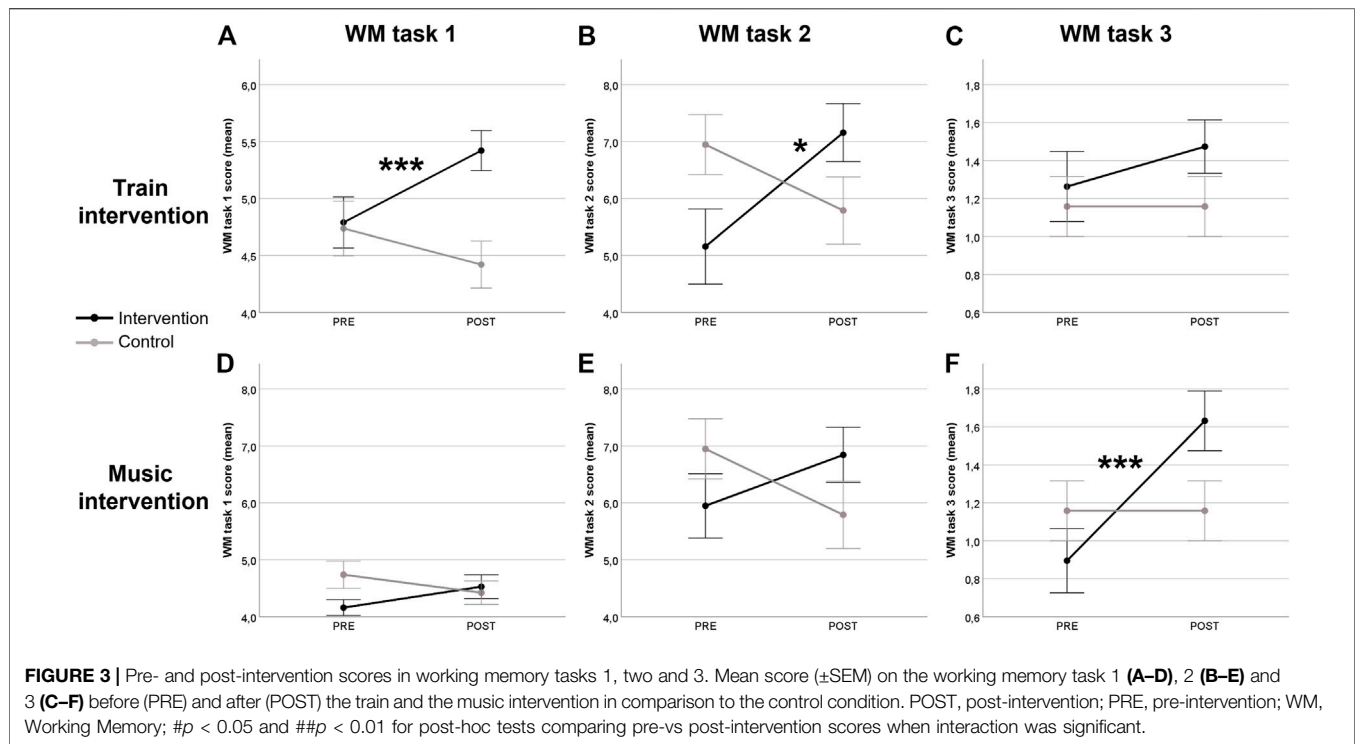 A WM task 1 B WM task 2 C WM task 3
Train
intervention
WM task 1 score (mean)
6,0
5,5
5,0
4,5
4,0
***
PRE POST
WM task 2 score (mean)
8,0
7,0
6,0
5,0
4,0
*
PRE POST
WM task 3 score (mean)
1,8
1,6
1,4
1,2
1,0
0,8
0,6
PRE POST
Intervention
Control
D E F
Music
intervention
WM task 1 score (mean)
8,0
7,0
6,0
5,0
4,0
PRE POST
WM task 2 score (mean)
8,0
7,0
6,0
5,0
4,0
PRE POST
WM task 3 score (mean)
1,8
1,6
1,4
1,2
1,0
0,8
0,6
***
PRE POST
FIGURE 3 | Pre- and post-intervention scores in working memory tasks 1, two and 3. Mean score (±SEM) on the working memory task 1 (A–D), 2 (B–E) and
3 (C–F) before (PRE) and after (POST) the train and the music intervention in comparison to the control condition. POST, post-intervention; PRE, pre-intervention; WM,
Working Memory; #p < 0.05 and ##p < 0.01 for post-hoc tests comparing pre-vs post-intervention scores when interaction was significant.